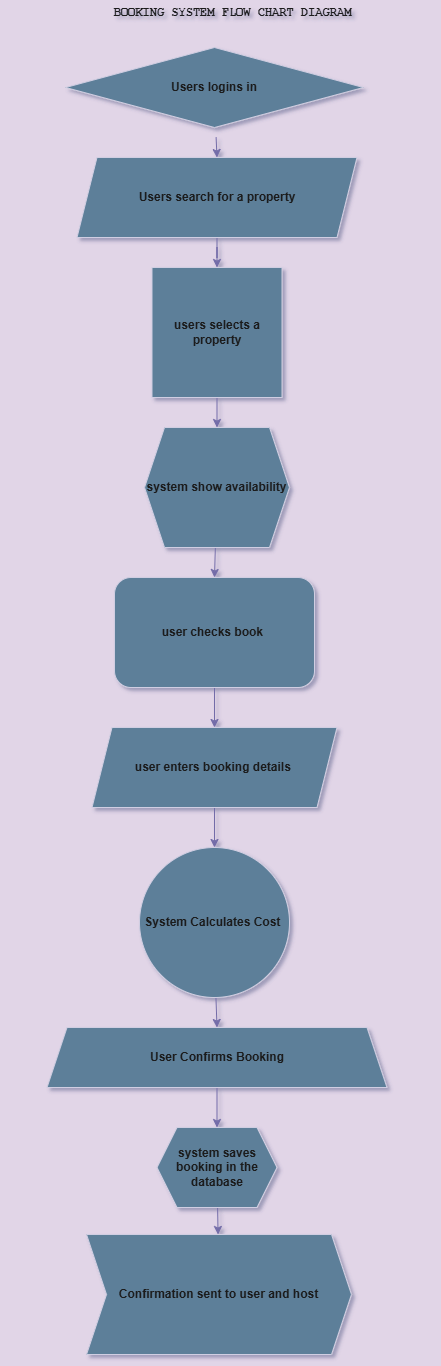 BOOKING SYSTEM FLOW CHART DIAGRAM
Users logins in
Users search for a property
users selects a
property
system show availability
user checks book
user enters booking details
System Calculates Cost
User Confirms Booking
system saves
booking in the
database
Confirmation sent to user and host